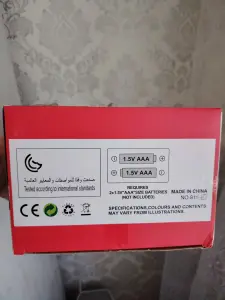 صنعت وفقا للمواصفات والمعايير العالمية
Tested according to international standards
1.5V AAA
1.5V AAA
REQUIRES
2x1.5V"AAA"SIZE BATTERIES
(NOT INCLUDED)
MADE IN CHINA
SPECIFICATIONS,COLOURS AND CONTENTS
MAY VARY FROM ILLUSTRATIONS